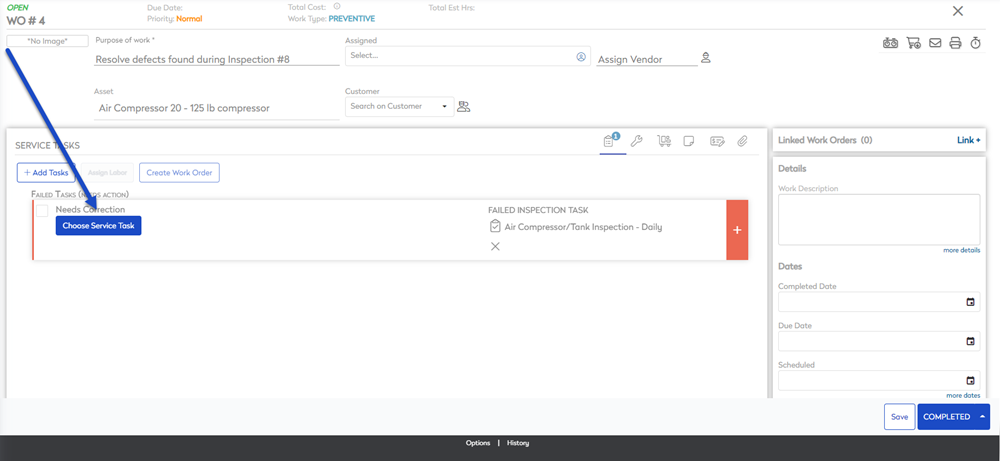 OPEN
WO # 4
Due Date:
Priority: Normal
Total Cost:
Work Type: PREVENTIVE
Total Est Hrs:
*No Image*
Purpose of work *
Resolve defects found during Inspection #8
Assigned
Select...
Assign Vendor
Asset
Air Compressor 20 - 125 lb compressor
Customer
Search on Customer
SERVICE TASKS
1
+ Add Tasks
Assign Labor
Create Work Order
FAILED TASKS (NEEDS ACTION)
Needs Correction
Choose Service Task
FAILED INSPECTION TASK
Air Compressor/Tank Inspection - Daily
+
Linked Work Orders (0)
Link +
Details
Work Description
more details
Dates
Completed Date
Due Date
Scheduled
more dates
Save
COMPLETED
Options | History